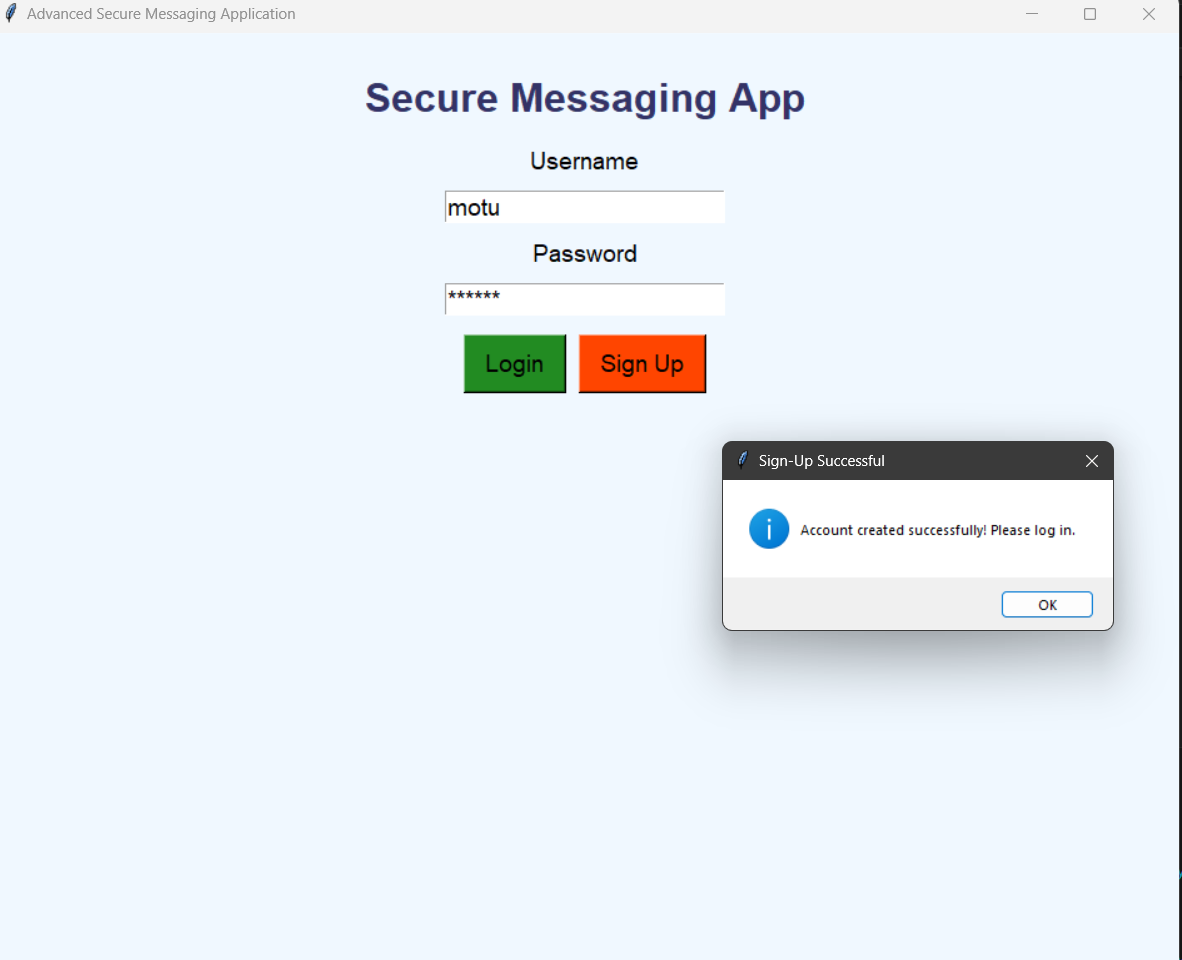 Advanced Secure Messaging Application
Secure Messaging App
Username
motu
Password
******
Login Sign Up
Sign-Up Successful
Account created successfully! Please log in.
OK